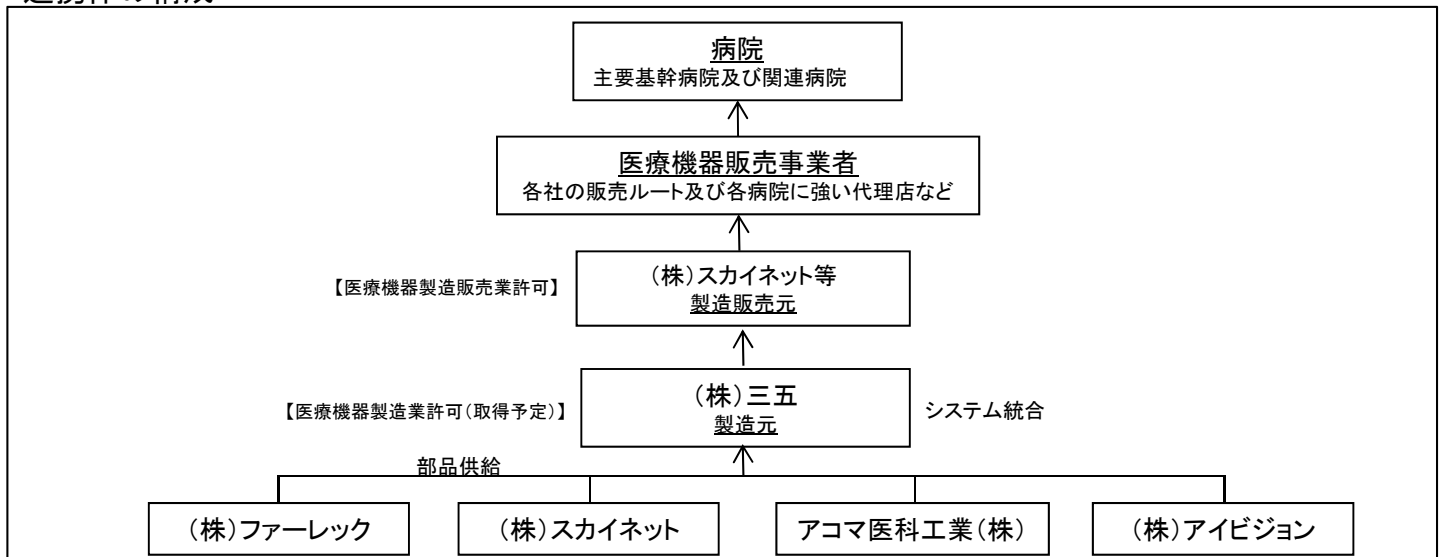 連携体の構成
病院
主要基幹病院及び関連病院
医療機器販売事業者
各社の販売ルート及び各病院に強い代理店など
【医療機器製造販売業許可】
(株)スカイネット等
製造販売元
【医療機器製造業許可(取得予定)】
(株)三五
製造元
システム統合
部品供給
(株)ファーレック
(株)スカイネット
アコマ医科工業(株)
(株)アイビジョン